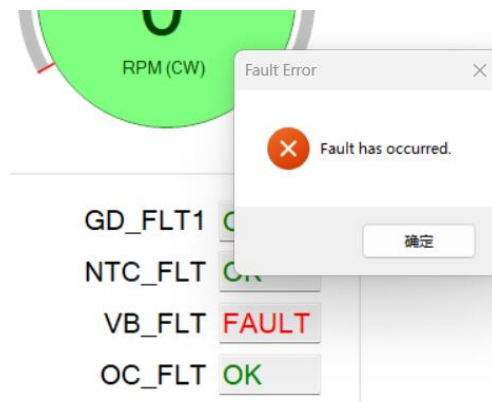 RPM (CW)
Fault Error
Fault has occurred.
确定
GD_FLT1
NTC_FLT
VB_FLT FAULT
OC_FLT OK